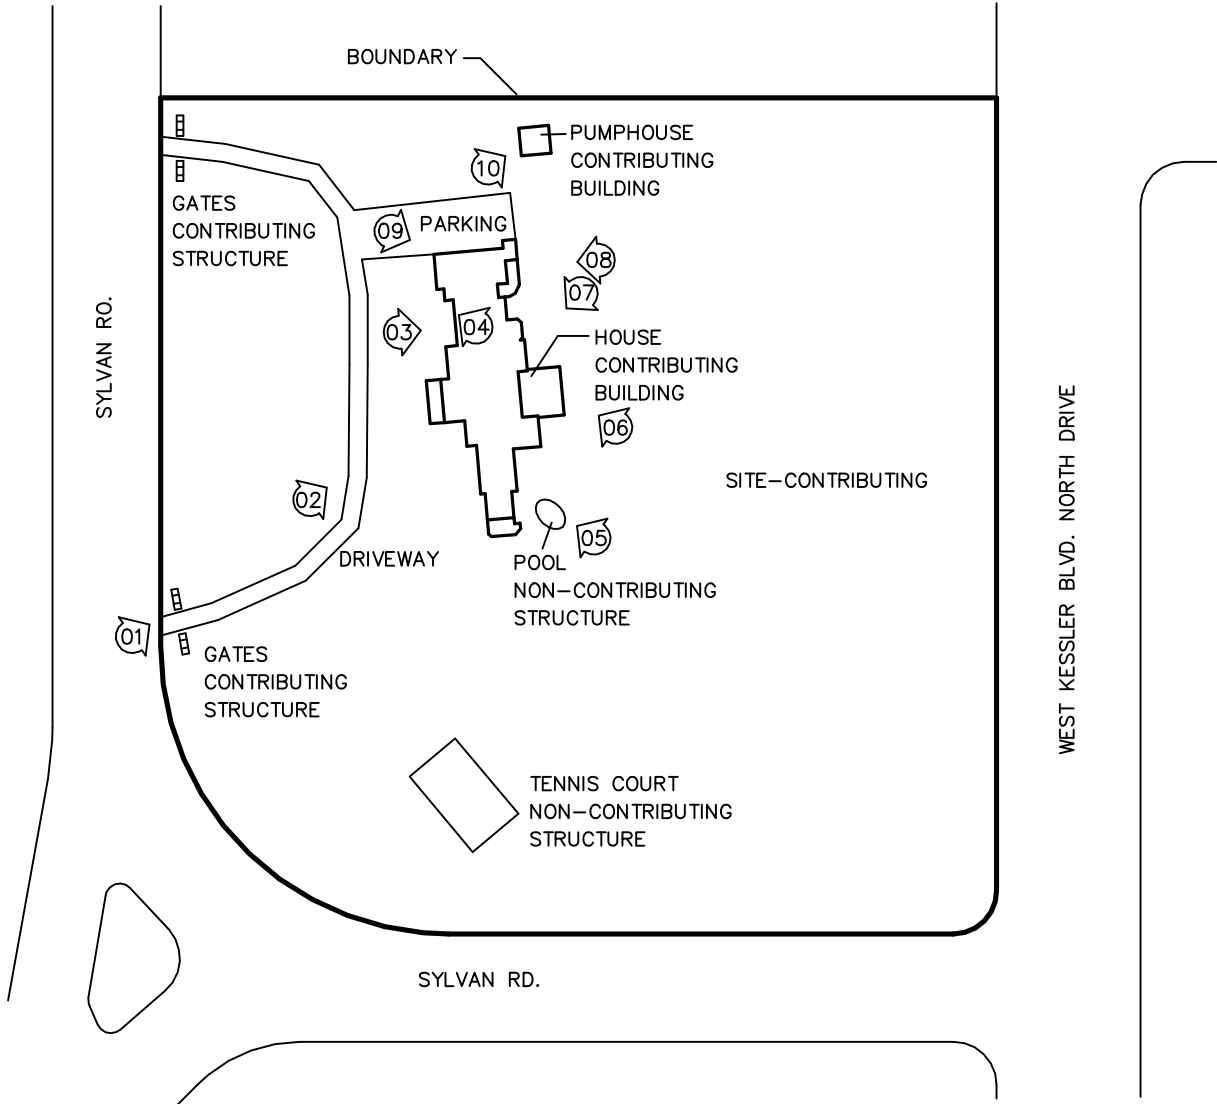 BOUNDARY
PUMPHOUSE
CONTRIBUTING
BUILDING
10
GATES
CONTRIBUTING
STRUCTURE
09
PARKING
08
07
SYLVAN RO.
03
04
HOUSE
CONTRIBUTING
BUILDING
06
WEST KESSLER BLVD. NORTH DRIVE
SITE-CONTRIBUTING
02
05
DRIVEWAY
POOL
NON-CONTRIBUTING
STRUCTURE
01
GATES
CONTRIBUTING
STRUCTURE
TENNIS COURT
NON-CONTRIBUTING
STRUCTURE
SYLVAN RD.